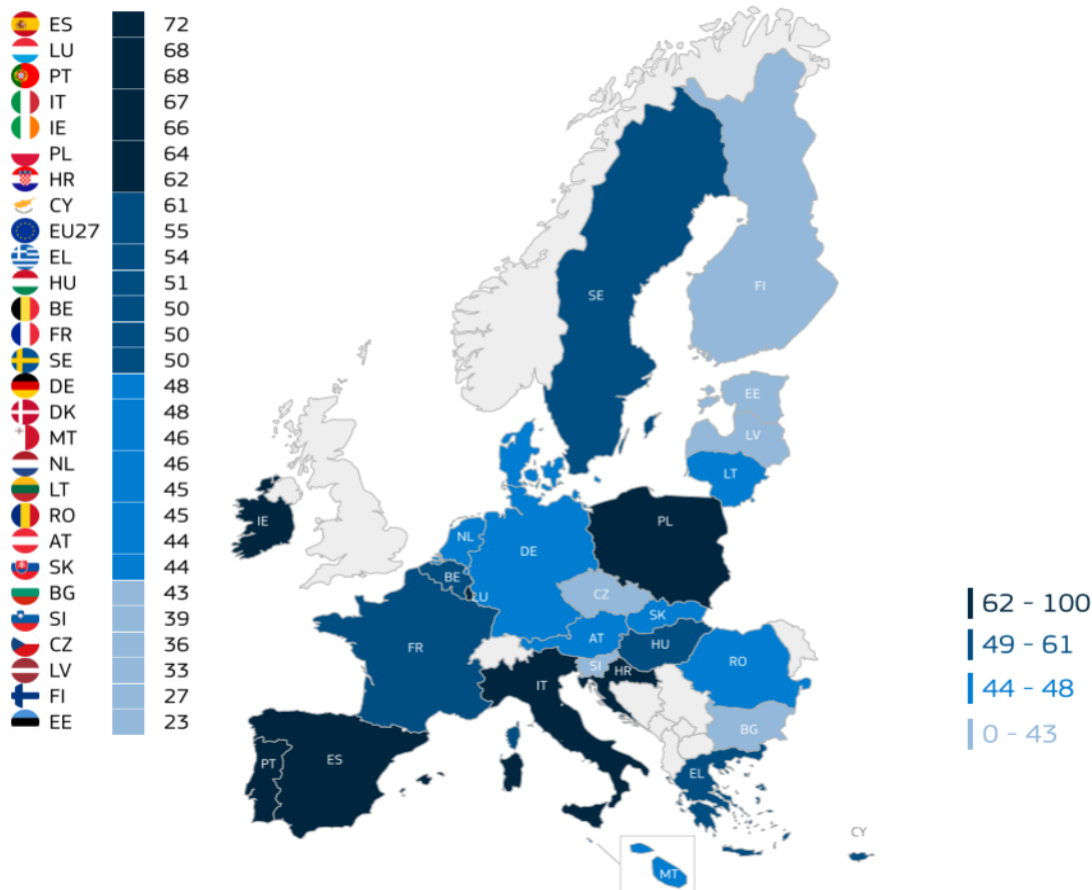 ES 72
LU 68
PT 68
IT 67
IE 66
PL 64
HR 62
CY 61
EU27 55
EL 54
HU 51
BE 50
FR 50
SE 50
DE 48
DK 48
MT 46
NL 46
LT 45
RO 45
AT 44
SK 44
BG 43
SI 39
CZ 36
LV 33
FI 27
EE 23
FI
SE
EE
LV
LT
IE
PL
NL
DE
BE
LU
CZ
SK
AT
HU
FR
RO
SI
HR
IT
BG
ES
PT
EL
CY
MT
62 - 100
49 - 61
44 - 48
0 - 43